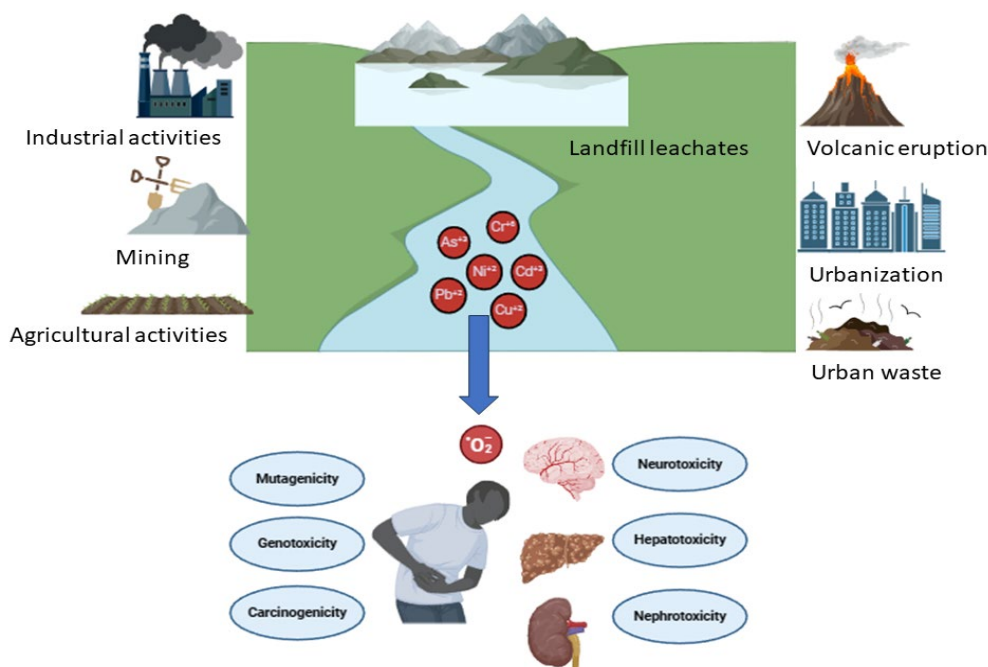 Industrial activities
Mining
Agricultural activities
Landfill leachates
Volcanic eruption
Urbanization
Urban waste
Cr⁺⁶
As⁺³
Ni⁺²
Cd⁺²
Pb⁺²
Cu⁺²
•O₂⁻
Mutagenicity
Genotoxicity
Carcinogenicity
Neurotoxicity
Hepatotoxicity
Nephrotoxicity